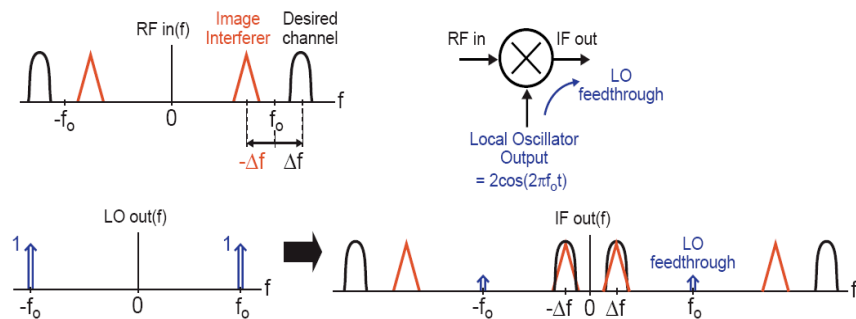 RF in(f)
Image
Interferer
Desired
channel
-fo
0
fo
f
-Δf
Δf
RF in
IF out
LO
feedthrough
Local Oscillator
Output
= 2cos(2πfot)
LO out(f)
1
1
-fo
0
fo
f
IF out(f)
LO
feedthrough
-fo
-Δf
0
Δf
fo
f